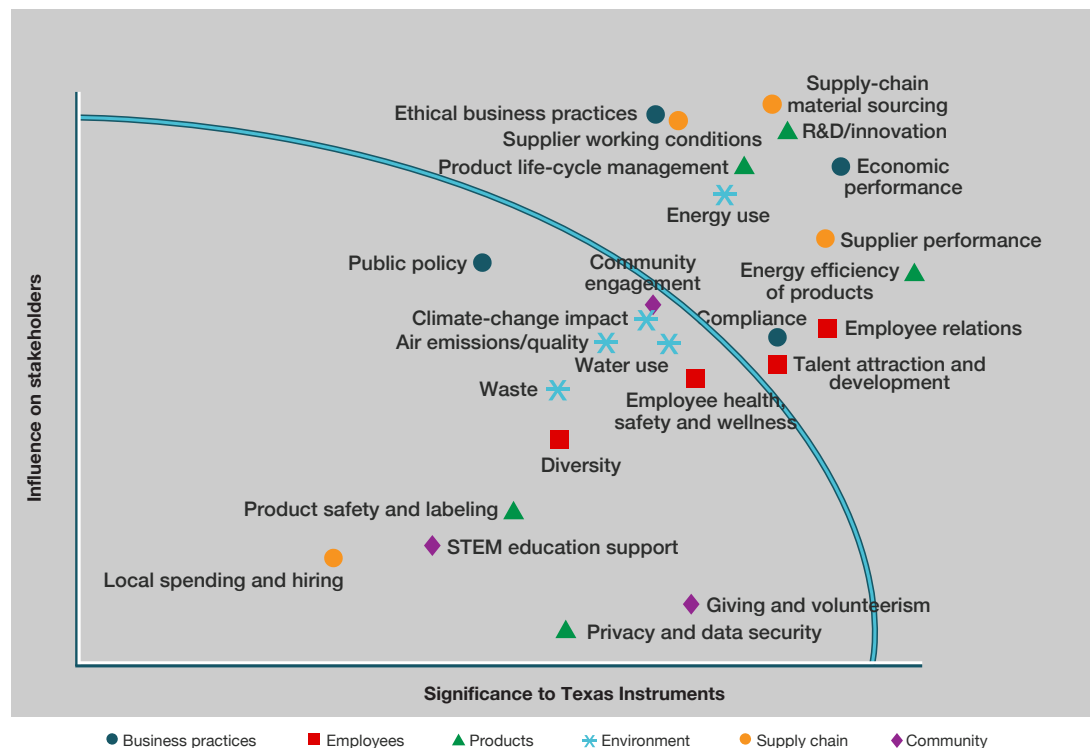 Supply-chain
material sourcing
Ethical business practices
Supplier working conditions
R&D/innovation
Product life-cycle management
Economic
performance
Energy use
Supplier performance
Public policy
Community
engagement
Energy efficiency
of products
Climate-change impact
Compliance
Employee relations
Air emissions/quality
Water use
Talent attraction and
development
Waste
Employee health,
safety and wellness
Diversity
Product safety and labeling
STEM education support
Local spending and hiring
Giving and volunteerism
Privacy and data security
Influence on stakeholders
Significance to Texas Instruments
Business practices
Employees
Products
Environment
Supply chain
Community